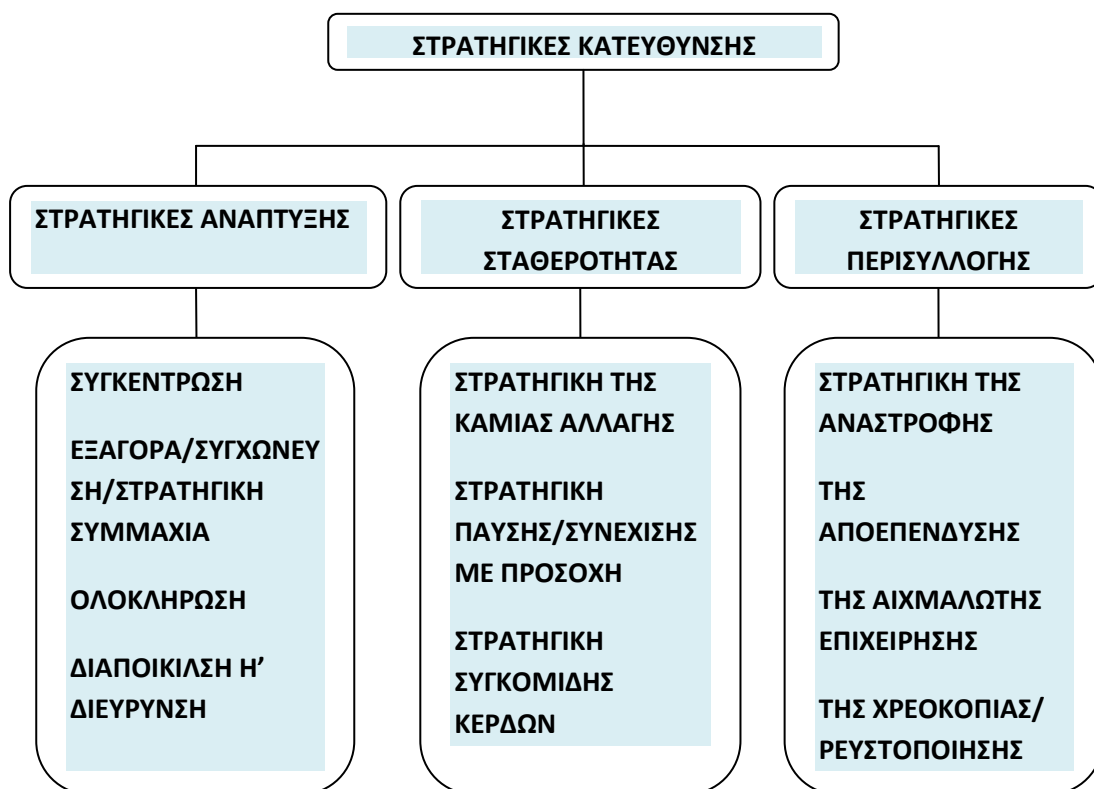 ΣΤΡΑΤΗΓΙΚΕΣ ΚΑΤΕΥΘΥΝΣΗΣ
ΣΤΡΑΤΗΓΙΚΕΣ ΑΝΑΠΤΥΞΗΣ
ΣΤΡΑΤΗΓΙΚΕΣ
ΣΤΑΘΕΡΟΤΗΤΑΣ
ΣΤΡΑΤΗΓΙΚΕΣ
ΠΕΡΙΣΥΛΛΟΓΗΣ
ΣΥΓΚΕΝΤΡΩΣΗ
ΕΞΑΓΟΡΑ/ΣΥΓΧΩΝΕΥ
ΣΗ/ΣΤΡΑΤΗΓΙΚΗ
ΣΥΜΜΑΧΙΑ
ΟΛΟΚΛΗΡΩΣΗ
ΔΙΑΠΟΙΚΙΛΣΗ Η’
ΔΙΕΥΡΥΝΣΗ
ΣΤΡΑΤΗΓΙΚΗ ΤΗΣ
ΚΑΜΙΑΣ ΑΛΛΑΓΗΣ
ΣΤΡΑΤΗΓΙΚΗ
ΠΑΥΣΗΣ/ΣΥΝΕΧΙΣΗΣ
ΜΕ ΠΡΟΣΟΧΗ
ΣΤΡΑΤΗΓΙΚΗ
ΣΥΓΚΟΜΙΔΗΣ
ΚΕΡΔΩΝ
ΣΤΡΑΤΗΓΙΚΗ ΤΗΣ
ΑΝΑΣΤΡΟΦΗΣ
ΤΗΣ
ΑΠΟΕΠΕΝΔΥΣΗΣ
ΤΗΣ ΑΙΧΜΑΛΩΤΗΣ
ΕΠΙΧΕΙΡΗΣΗΣ
ΤΗΣ ΧΡΕΟΚΟΠΙΑΣ/
ΡΕΥΣΤΟΠΟΙΗΣΗΣ